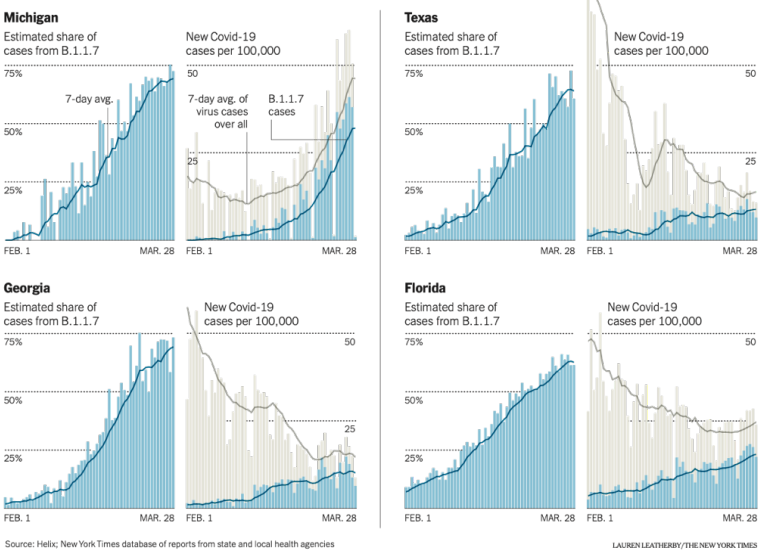 Michigan
Estimated share of
cases from B.1.1.7
75%
50%
25%
7-day avg.
FEB. 1
MAR. 28
New Covid-19
cases per 100,000
50
25
7-day avg. of
virus cases
over all
B.1.1.7
cases
FEB. 1
MAR. 28
Texas
Estimated share of
cases from B.1.1.7
75%
50%
25%
FEB. 1
MAR. 28
New Covid-19
cases per 100,000
50
25
FEB. 1
MAR. 28
Georgia
Estimated share of
cases from B.1.1.7
75%
50%
25%
FEB. 1
MAR. 28
New Covid-19
cases per 100,000
50
25
FEB. 1
MAR. 28
Florida
Estimated share of
cases from B.1.1.7
75%
50%
25%
FEB. 1
MAR. 28
New Covid-19
cases per 100,000
50
25
FEB. 1
MAR. 28
Source: Helix; New York Times database of reports from state and local health agencies
LAUREN LEATHERBY/THE NEW YORK TIMES